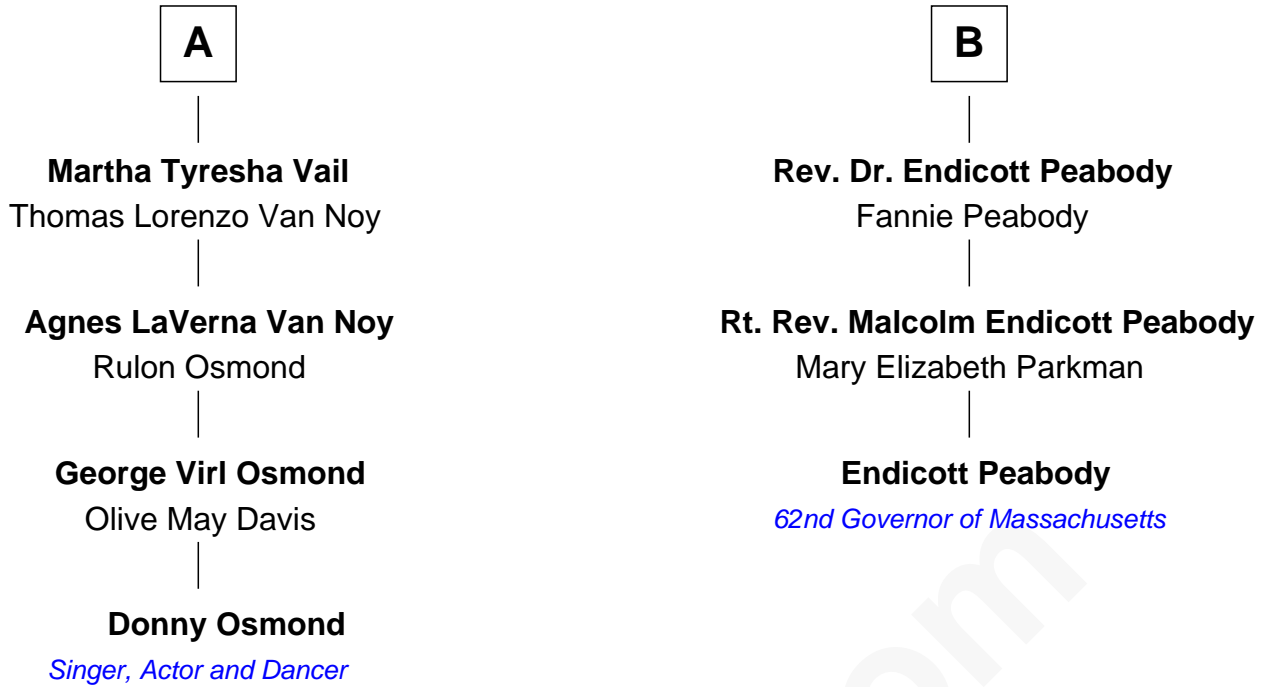 A
Martha Tyresha Vail
Thomas Lorenzo Van Noy
Agnes LaVerna Van Noy
Rulon Osmond
George Virl Osmond
Olive May Davis
Donny Osmond
Singer, Actor and Dancer
B
Rev. Dr. Endicott Peabody
Fannie Peabody
Rt. Rev. Malcolm Endicott Peabody
Mary Elizabeth Parkman
Endicott Peabody
62nd Governor of Massachusetts
om